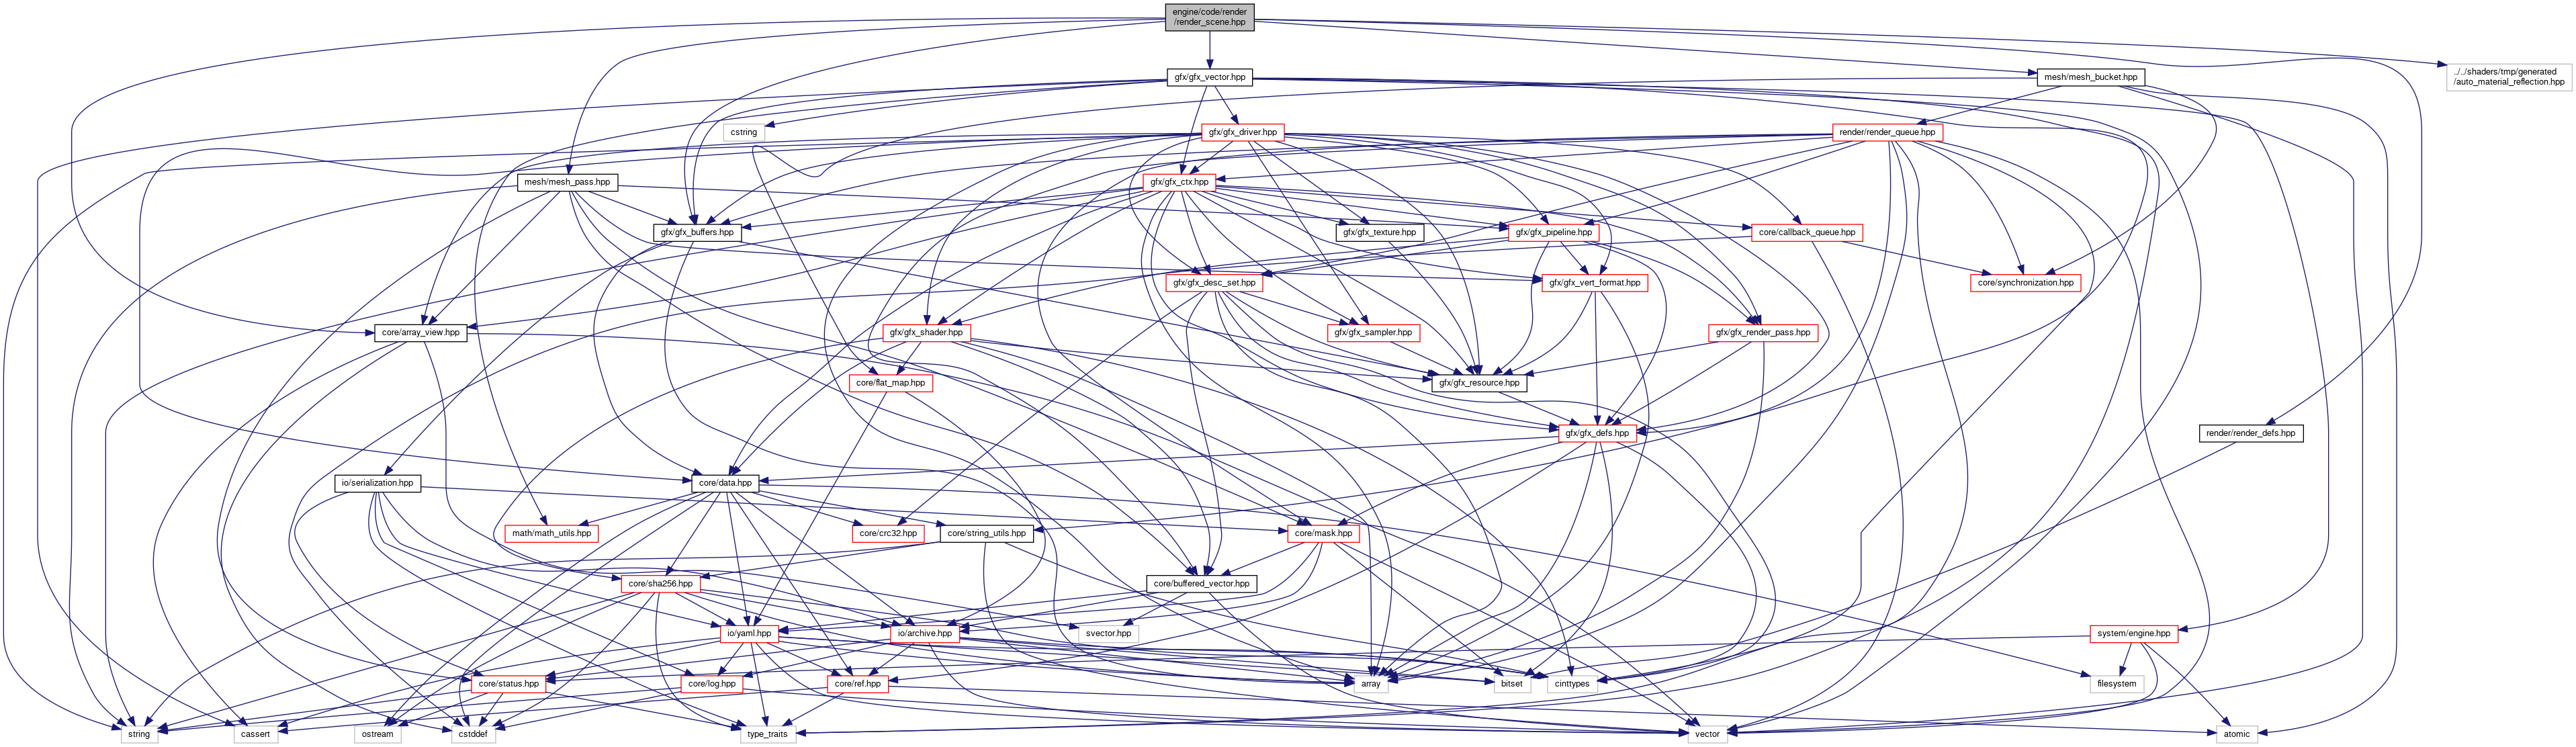 engine/code/render
/render_scene.hpp
gfx/gfx_vector.hpp
mesh/mesh_bucket.hpp
../../shaders/tmp/generated
/auto_material_reflection.hpp
cstring
gfx/gfx_driver.hpp
render/render_queue.hpp
mesh/mesh_pass.hpp
gfx/gfx_ctx.hpp
gfx/gfx_buffers.hpp
gfx/gfx_texture.hpp
gfx/gfx_pipeline.hpp
core/callback_queue.hpp
gfx/gfx_desc_set.hpp
gfx/gfx_vert_format.hpp
core/synchronization.hpp
core/array_view.hpp
gfx/gfx_shader.hpp
gfx/gfx_sampler.hpp
gfx/gfx_render_pass.hpp
core/flat_map.hpp
gfx/gfx_resource.hpp
gfx/gfx_defs.hpp
render/render_defs.hpp
io/serialization.hpp
core/data.hpp
math/math_utils.hpp
core/crc32.hpp
core/string_utils.hpp
core/mask.hpp
core/sha256.hpp
core/buffered_vector.hpp
io/yaml.hpp
io/archive.hpp
svector.hpp
system/engine.hpp
core/status.hpp
core/log.hpp
core/ref.hpp
array
bitset
cinttypes
filesystem
string
cassert
ostream
cstddef
type_traits
vector
atomic